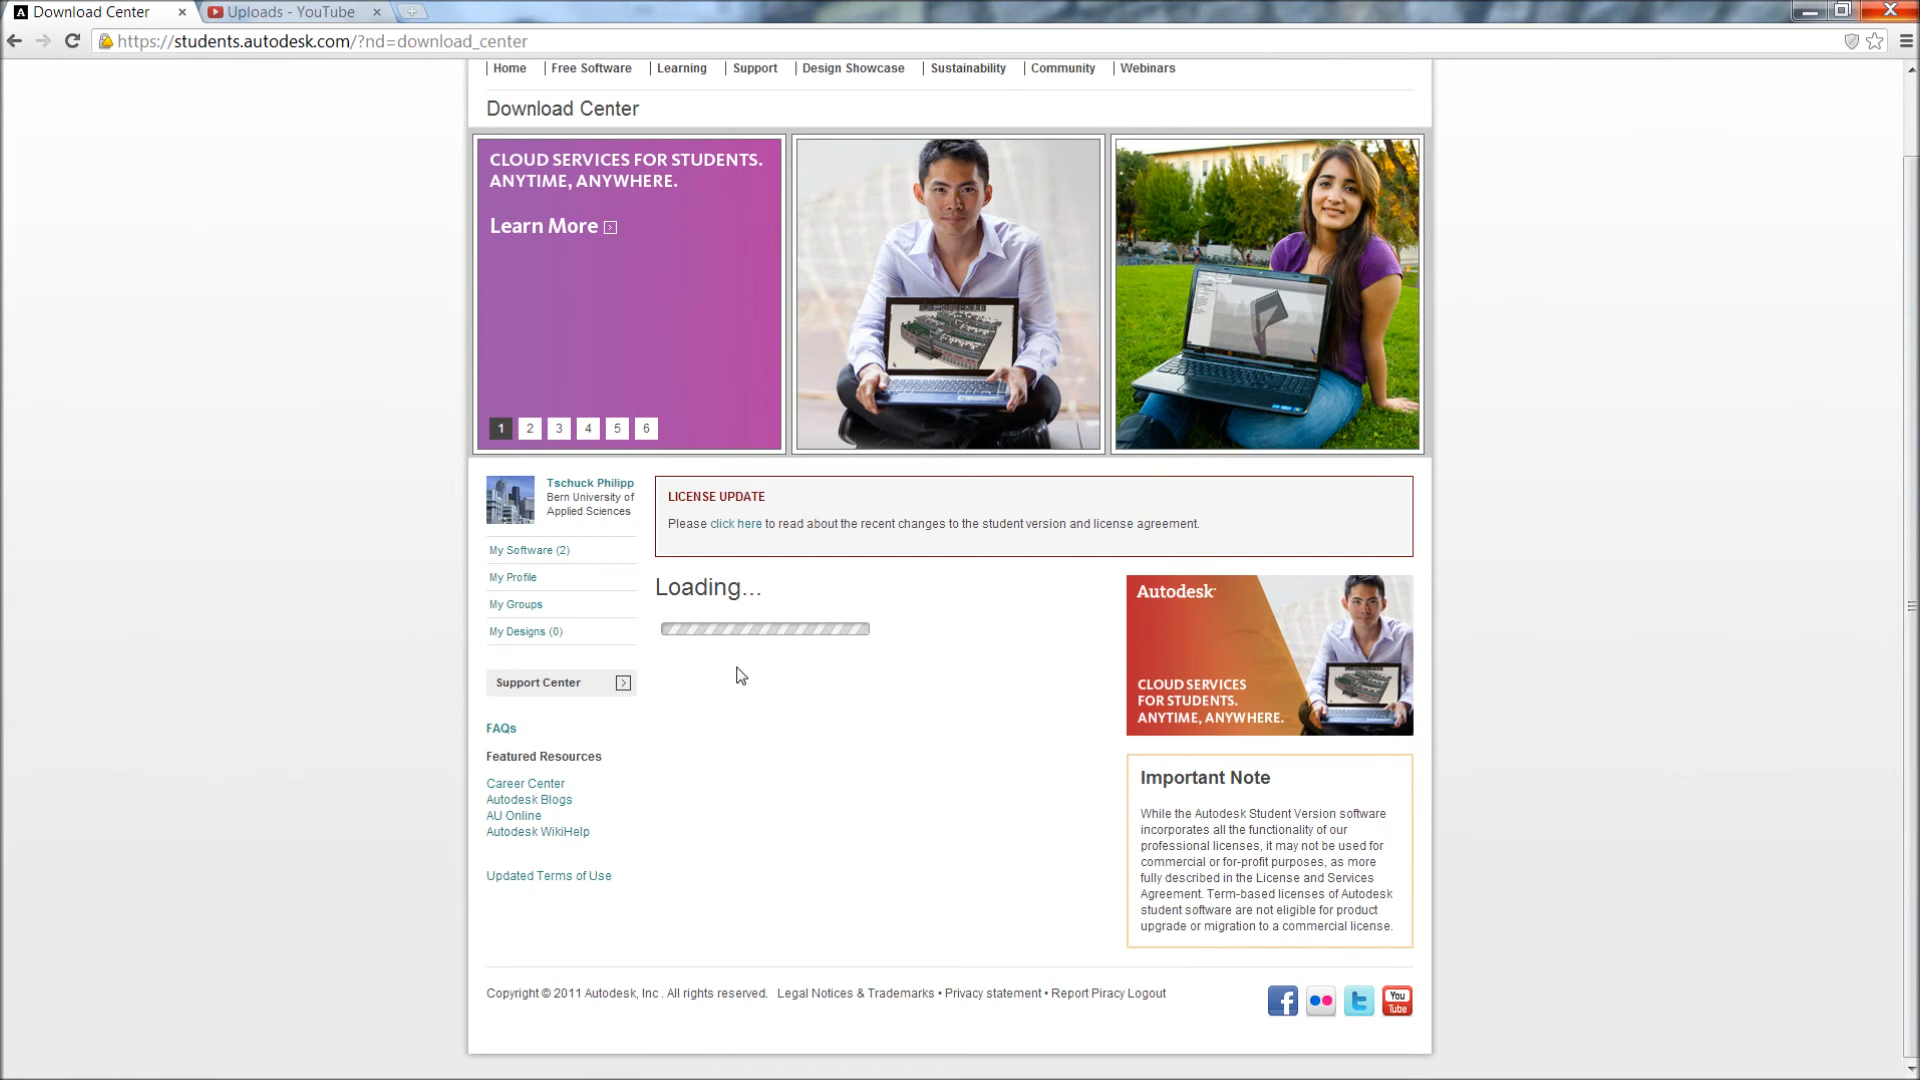 Download Center
Uploads - YouTube
https://students.autodesk.com/?nd=download_center
Home
Free Software
Learning
Support
Design Showcase
Sustainability
Community
Webinars
Download Center
CLOUD SERVICES FOR STUDENTS.
ANYTIME, ANYWHERE.
Learn More
1 2 3 4 5 6
Tschuck Philipp
Bern University of
Applied Sciences
My Software (2)
My Profile
My Groups
My Designs (0)
Support Center
FAQs
Featured Resources
Career Center
Autodesk Blogs
AU Online
Autodesk WikiHelp
Updated Terms of Use
LICENSE UPDATE
Please click here to read about the recent changes to the student version and license agreement.
Loading...
Autodesk
CLOUD SERVICES
FOR STUDENTS.
ANYTIME, ANYWHERE.
Important Note
While the Autodesk Student Version software
incorporates all the functionality of our
professional licenses, it may not be used for
commercial or for-profit purposes, as more
fully described in the License and Services
Agreement. Term-based licenses of Autodesk
student software are not eligible for product
upgrade or migration to a commercial license.
Copyright © 2011 Autodesk, Inc . All rights reserved. Legal Notices & Trademarks • Privacy statement • Report Piracy Logout
You
Tube